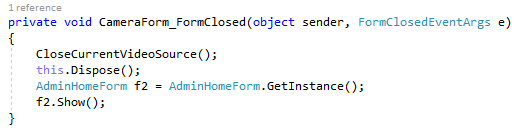 1 reference
private void CameraForm_FormClosed(object sender, FormClosedEventArgs e)
{
    CloseCurrentVideoSource();
    this.Dispose();
    AdminHomeForm f2 = AdminHomeForm.GetInstance();
    f2.Show();
}